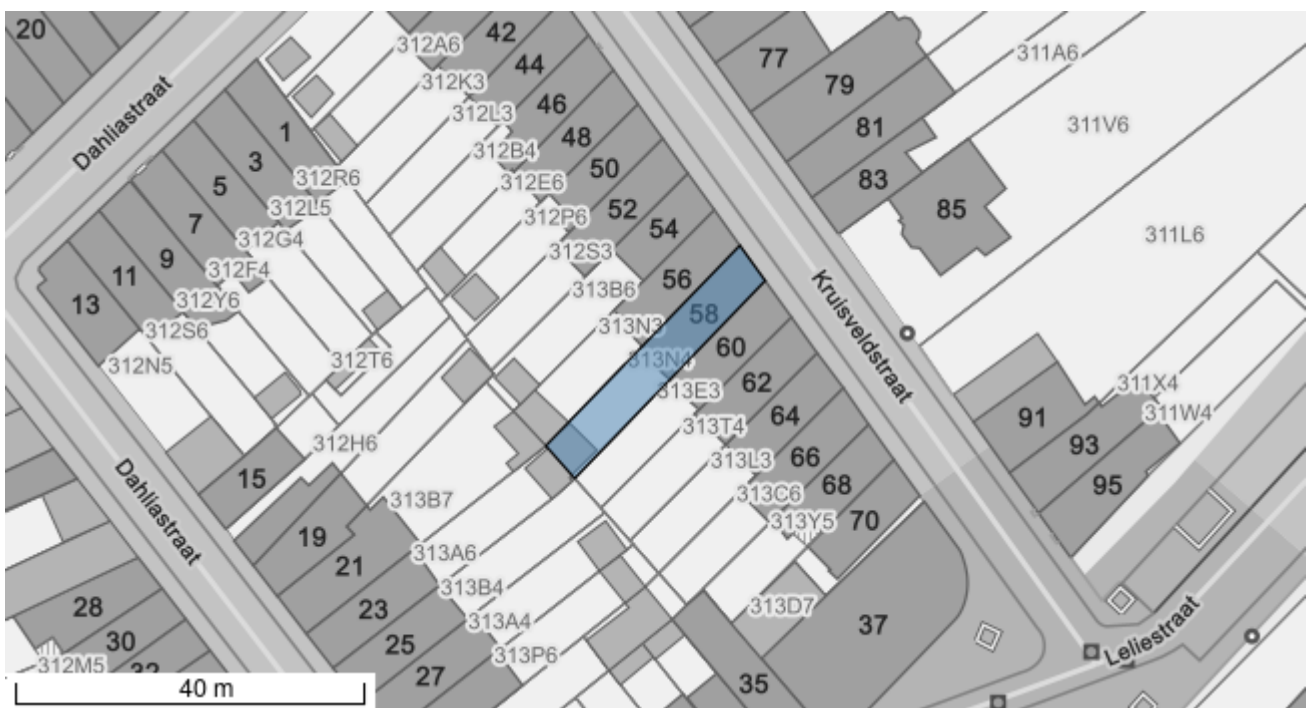 20
42
312A6
77
311A6
44
312K3
79
46
312L3
311V6
Dahliastraat
1
48
312B4
81
3
50
312E6
83
5
312R6
52
312P6
85
7
312L5
54
312S3
311L6
11
9
312G4
56
313B6
13
312F4
58
313N3
Kruisveldstraat
312Y6
60
313N4
312S6
62
313E3
312N5
312T6
64
313T4
311X4
91
311W4
312H6
66
313L3
93
15
68
313C6
95
Dahliastraat
313B7
70
313Y5
19
21
313A6
23
313B4
313D7
37
28
25
313A4
30
27
313P6
35
Leliestraat
312M5
32
40 m